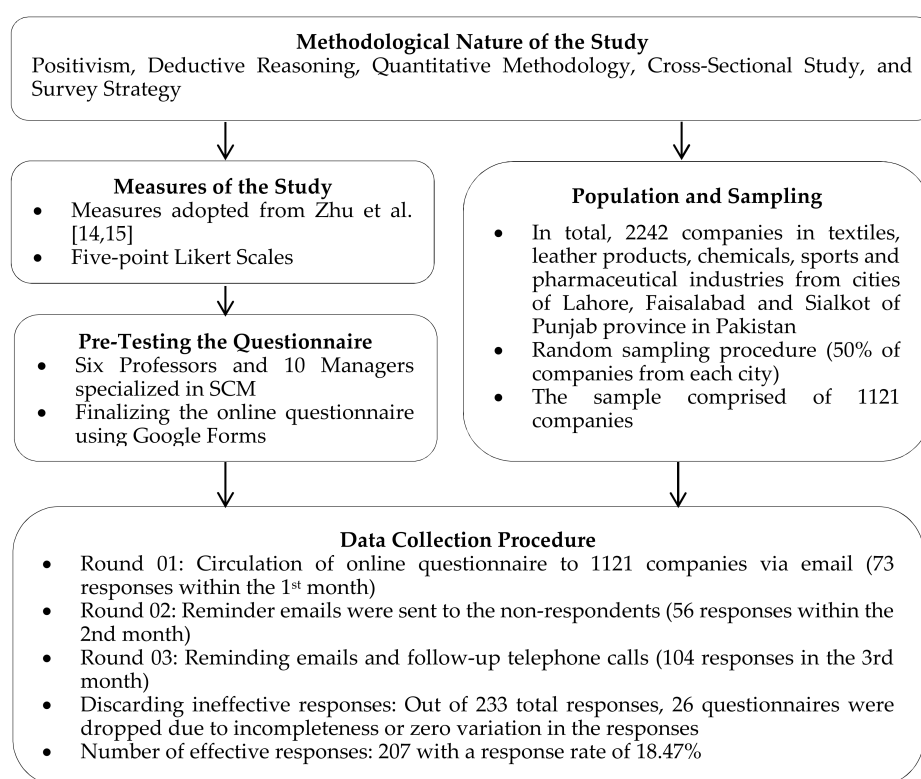 Methodological Nature of the Study
Positivism, Deductive Reasoning, Quantitative Methodology, Cross-Sectional Study, and
Survey Strategy
Measures of the Study
• Measures adopted from Zhu et al.
[14,15]
• Five-point Likert Scales
Pre-Testing the Questionnaire
• Six Professors and 10 Managers
specialized in SCM
• Finalizing the online questionnaire
using Google Forms
Population and Sampling
• In total, 2242 companies in textiles,
leather products, chemicals, sports and
pharmaceutical industries from cities
of Lahore, Faisalabad and Sialkot of
Punjab province in Pakistan
• Random sampling procedure (50% of
companies from each city)
• The sample comprised of 1121
companies
Data Collection Procedure
• Round 01: Circulation of online questionnaire to 1121 companies via email (73
responses within the 1st month)
• Round 02: Reminder emails were sent to the non-respondents (56 responses within the
2nd month)
• Round 03: Reminding emails and follow-up telephone calls (104 responses in the 3rd
month)
• Discarding ineffective responses: Out of 233 total responses, 26 questionnaires were
dropped due to incompleteness or zero variation in the responses
• Number of effective responses: 207 with a response rate of 18.47%